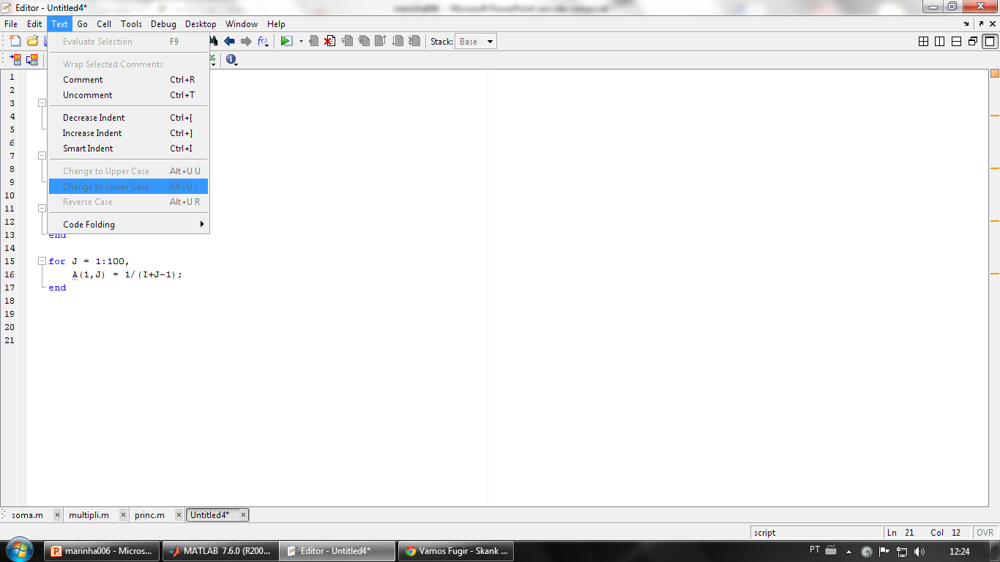 Editor - Untitled4*
marinha006 - Microsoft PowerPoint uso não comercial
File Edit Text Go Cell Tools Debug Desktop Window Help
Stack: Base
Evaluate Selection F9
Wrap Selected Comments
Comment Ctrl+R
Uncomment Ctrl+T
Decrease Indent Ctrl+[
Increase Indent Ctrl+]
Smart Indent Ctrl+I
Change to Upper Case Alt+U U
Change to Lower Case Alt+U L
Reverse Case Alt+U R
Code Folding
1
2
3
4
5
6
7
8
9
10
11
12
13 end
14
15 for J = 1:100,
16 A(1,J) = 1/(I+J-1);
17 end
18
19
20
21
soma.m multipli.m princ.m Untitled4*
script Ln 21 Col 12 OVR
marinha006 - Micros... MATLAB 7.6.0 (R200... Editor - Untitled4* Vamos Fugir - Skank ... PT 12:24